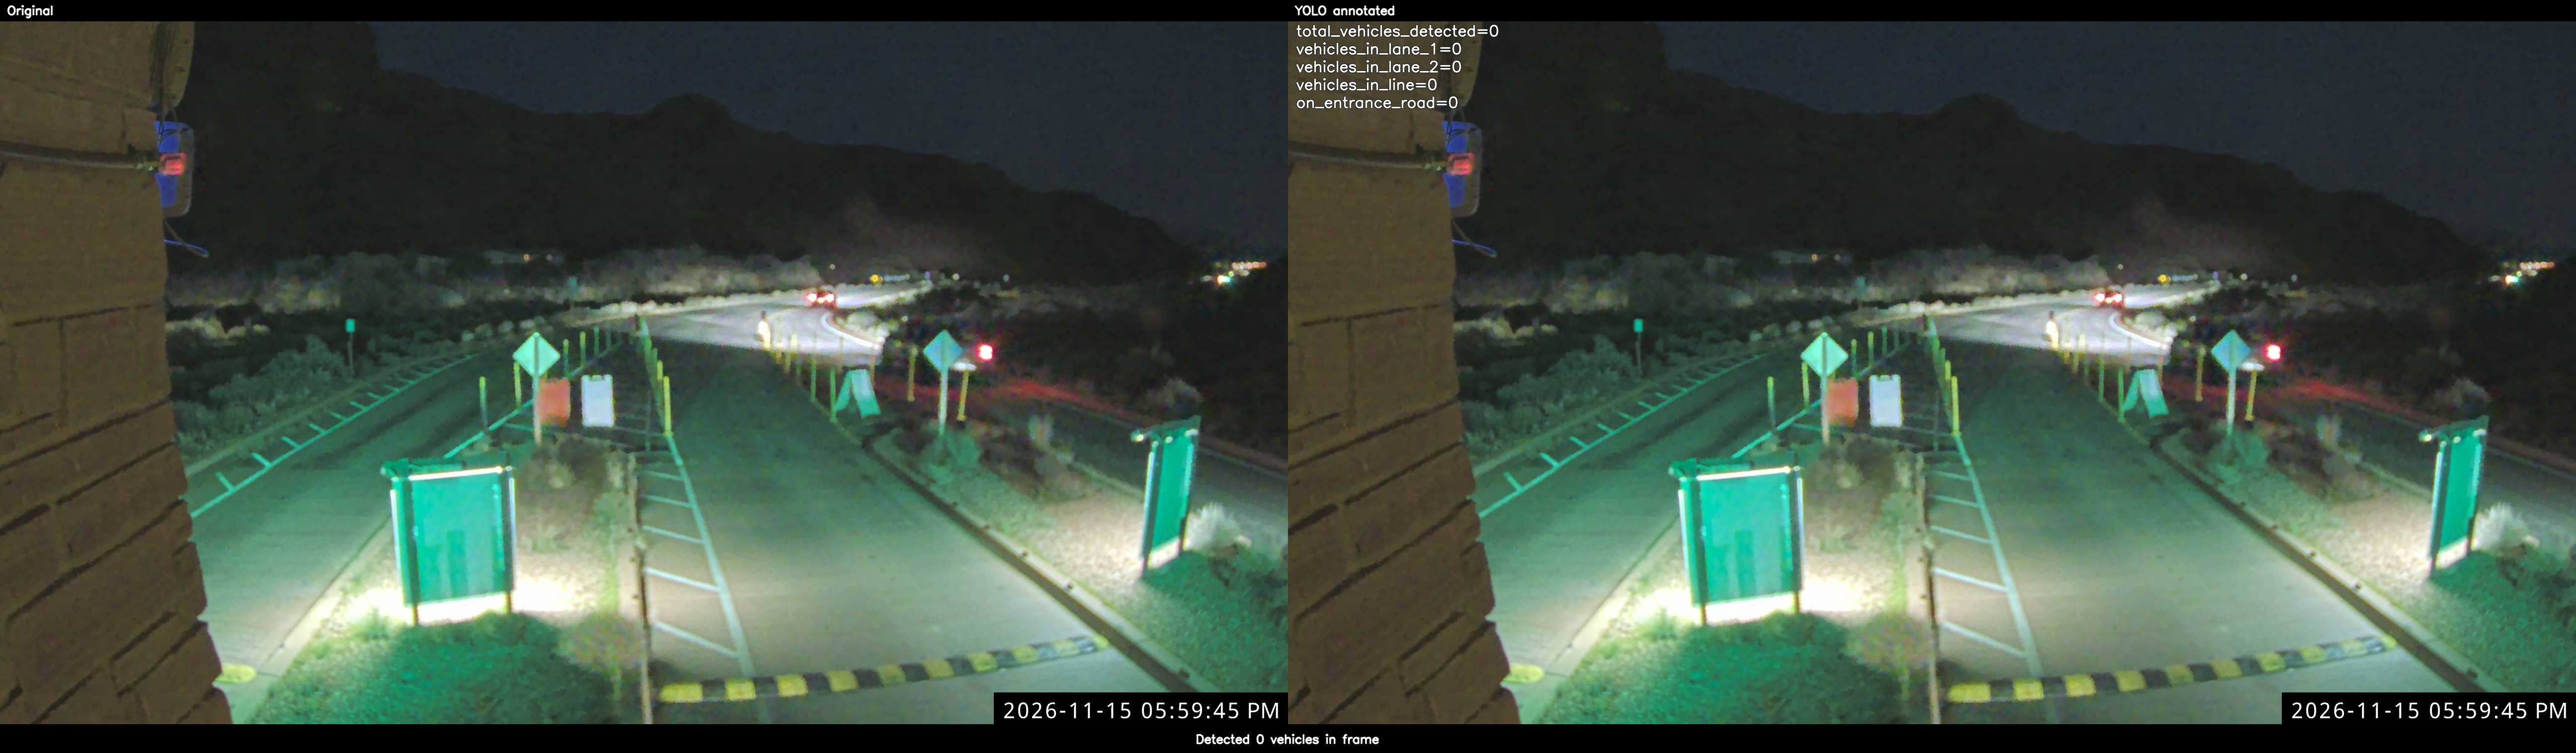 Original
YOLO annotated
total_vehicles_detected=0
vehicles_in_lane_1=0
vehicles_in_lane_2=0
vehicles_in_line=0
on_entrance_road=0
2026-11-15 05:59:45 PM
2026-11-15 05:59:45 PM
Detected 0 vehicles in frame